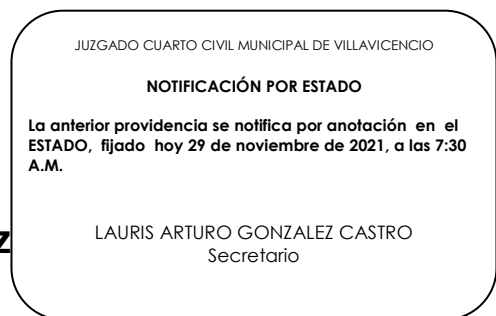 JUZGADO CUARTO CIVIL MUNICIPAL DE VILLAVICENCIO
NOTIFICACIÓN POR ESTADO
La anterior providencia se notifica por anotación en el
ESTADO, fijado hoy 29 de noviembre de 2021, a las 7:30
A.M.
Z
LAURIS ARTURO GONZALEZ CASTRO
Secretario